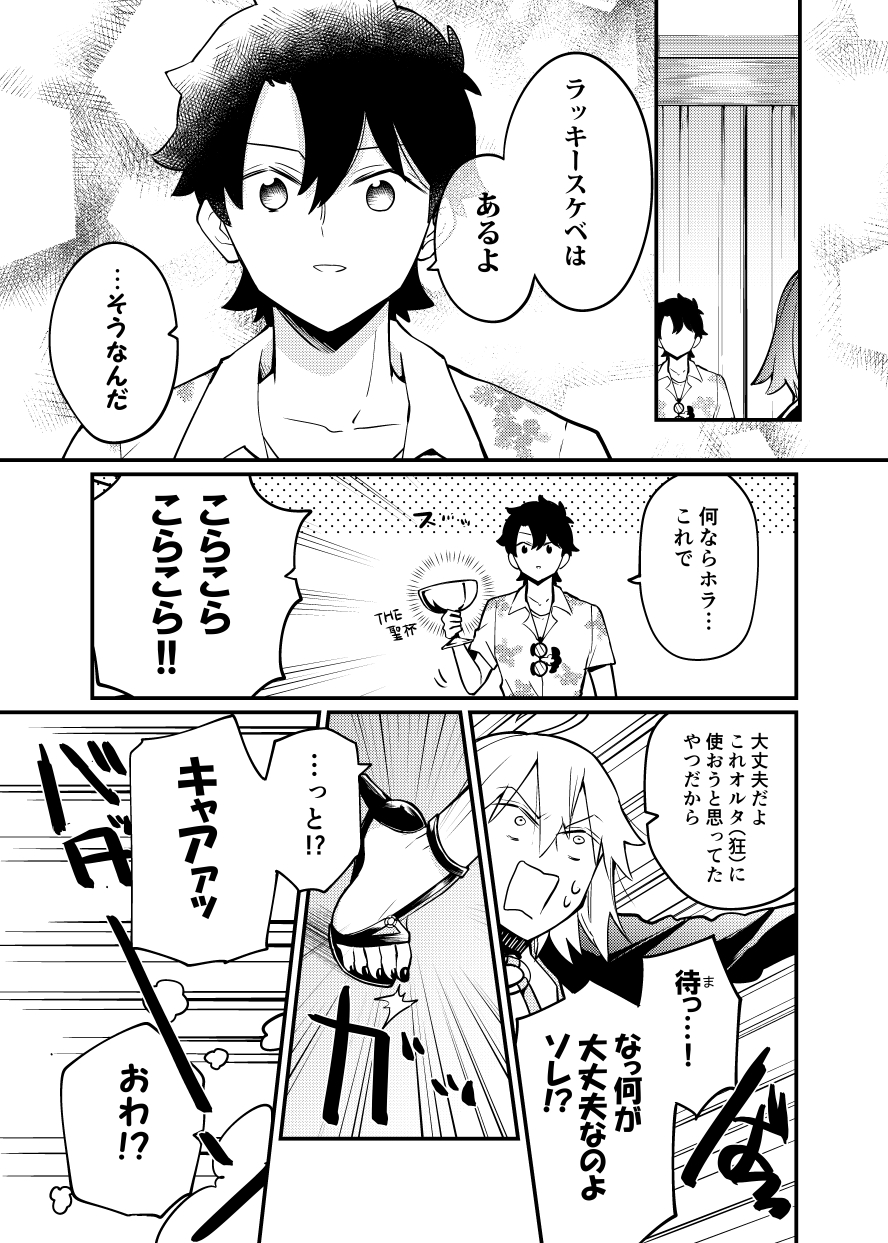 ラッキースケベは
あるよ
…そうなんだ
何ならホラ…
これで
ズ…ッ
THE
聖杯
こらこら
こらこら!!
大丈夫だよ
これオルタ(狂)に
使おうと思ってた
やつだから
待っ…!
ま
なっ何が
大丈夫なのよ
ソレ!?
…っと!?
ガッ
キャアアッ
おわ!?